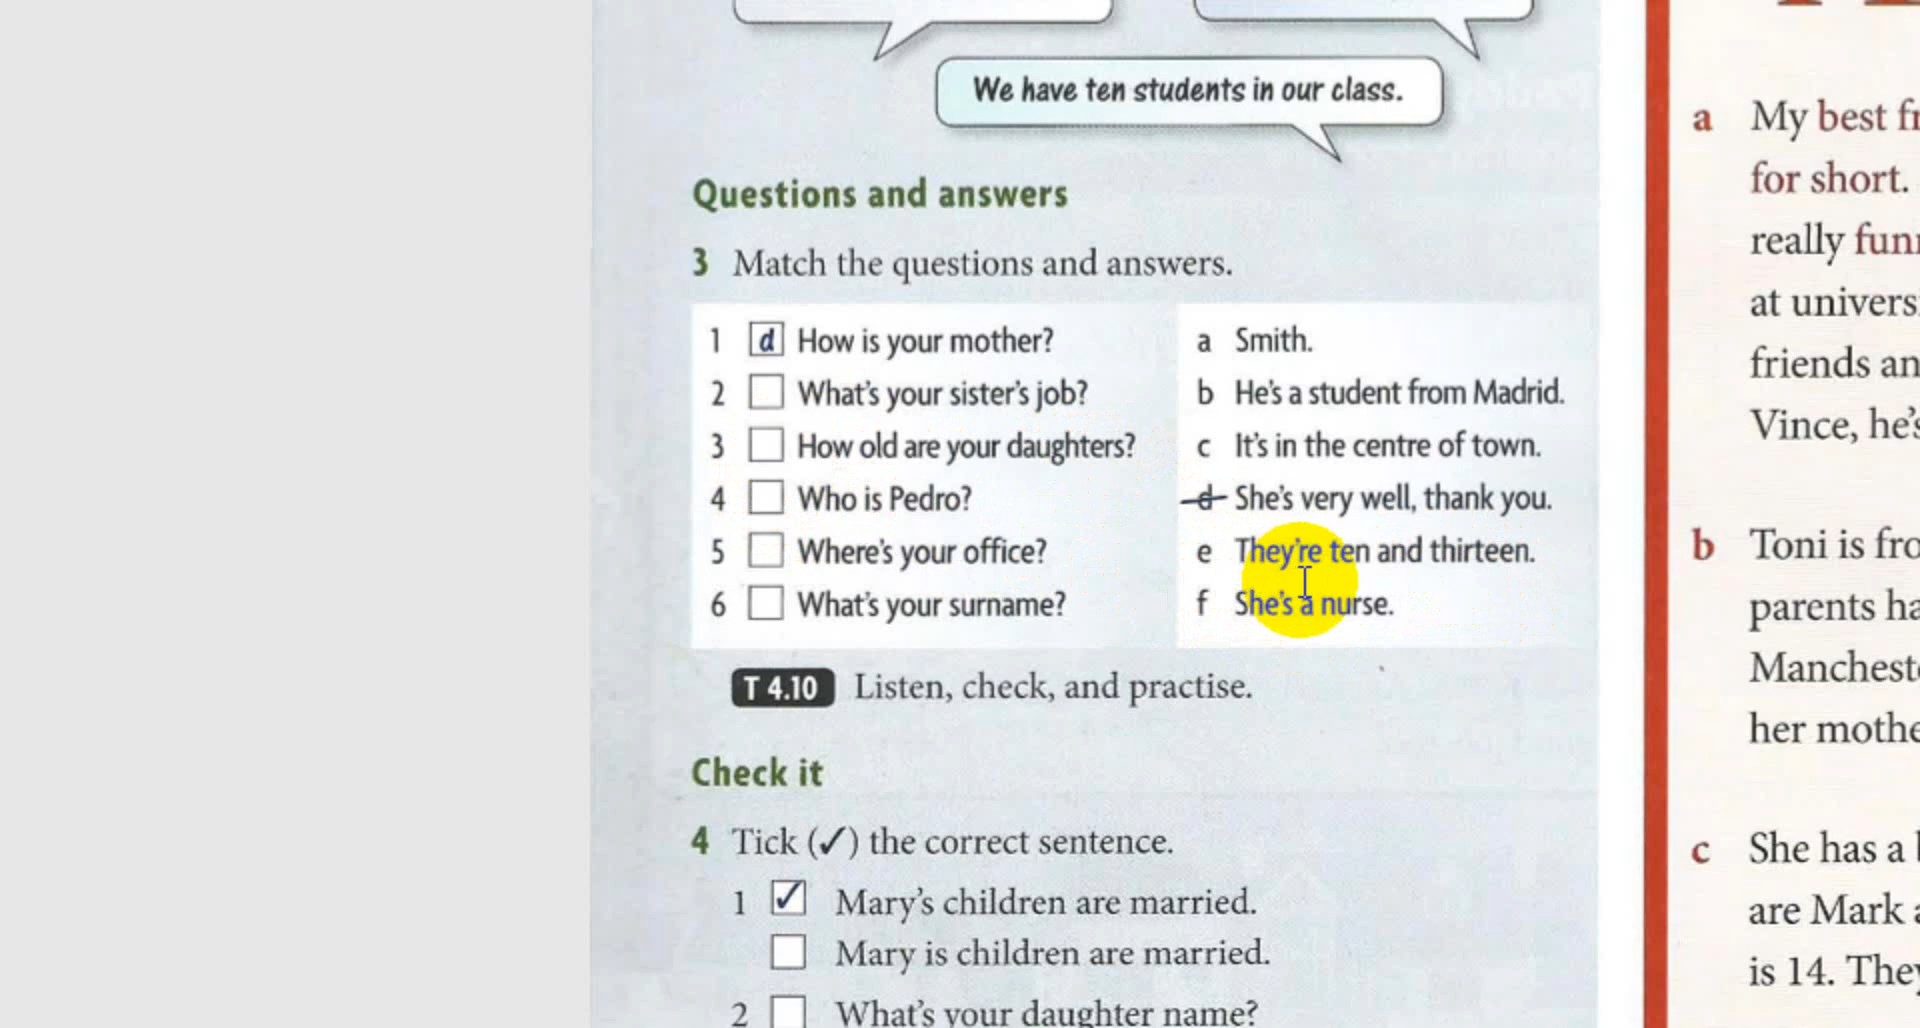 We have ten students in our class.
Questions and answers
3 Match the questions and answers.
1 d How is your mother?
2 What's your sister's job?
3 How old are your daughters?
4 Who is Pedro?
5 Where's your office?
6 What's your surname?
a Smith.
b He's a student from Madrid.
c It's in the centre of town.
d She's very well, thank you.
e They're ten and thirteen.
f She's a nurse.
T 4.10 Listen, check, and practise.
Check it
4 Tick (✓) the correct sentence.
1 ✓ Mary's children are married.
Mary is children are married.
2 What's your daughter name?
a My best
for short.
really
at
friends
Vince, he's
b Toni is
parents
her
c She has a
are Mark
is 14. They